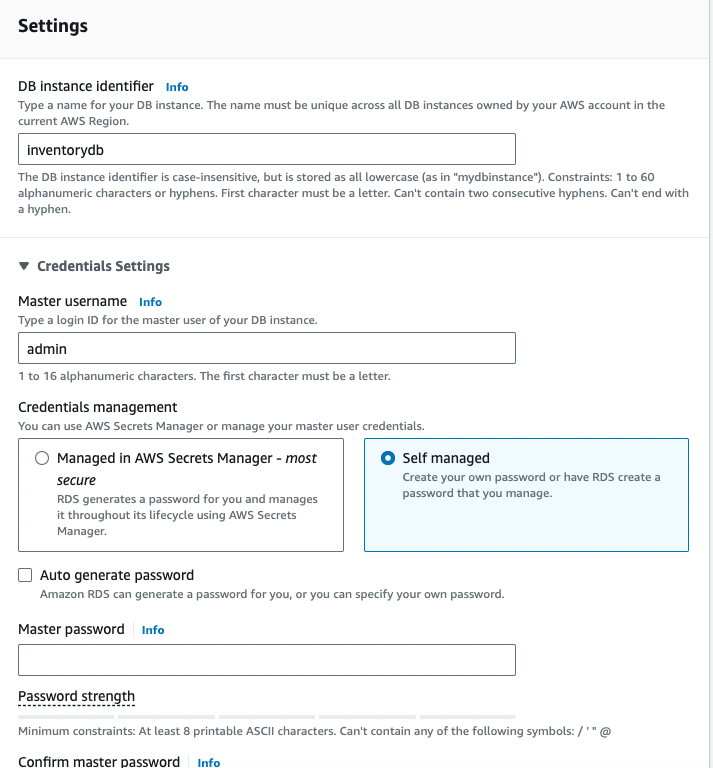 Settings
DB instance identifier Info
Type a name for your DB instance. The name must be unique across all DB instances owned by your AWS account in the
current AWS Region.
inventorydb
The DB instance identifier is case-insensitive, but is stored as all lowercase (as in "mydbinstance"). Constraints: 1 to 60
alphanumeric characters or hyphens. First character must be a letter. Can't contain two consecutive hyphens. Can't end with
a hyphen.
Credentials Settings
Master username Info
Type a login ID for the master user of your DB instance.
admin
1 to 16 alphanumeric characters. The first character must be a letter.
Credentials management
You can use AWS Secrets Manager or manage your master user credentials.
Managed in AWS Secrets Manager - most
secure
RDS generates a password for you and manages
it throughout its lifecycle using AWS Secrets
Manager.
Self managed
Create your own password or have RDS create a
password that you manage.
Auto generate password
Amazon RDS can generate a password for you, or you can specify your own password.
Master password Info
Password strength
Minimum constraints: At least 8 printable ASCII characters. Can't contain any of the following symbols: / ' " @
Confirm master password Info